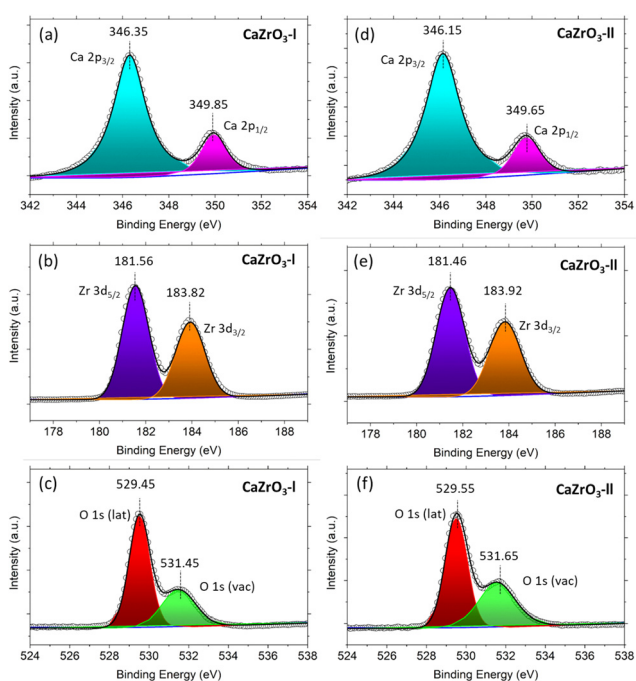 (a)
346.35
CaZrO₃-I
Ca 2p₃/₂
349.85
Ca 2p₁/₂
Intensity (a.u.)
342 344 346 348 350 352 354
Binding Energy (eV)
(d)
346.15
CaZrO₃-II
Ca 2p₃/₂
349.65
Ca 2p₁/₂
Intensity (a.u.)
342 344 346 348 350 352 354
Binding Energy (eV)
(b)
181.56
CaZrO₃-I
Zr 3d₅/₂
183.82
Zr 3d₃/₂
Intensity (a.u.)
178 180 182 184 186 188
Binding Energy (eV)
(e)
181.46
CaZrO₃-II
Zr 3d₅/₂
183.92
Zr 3d₃/₂
Intensity (a.u.)
178 180 182 184 186 188
Binding Energy (eV)
(c)
529.45
CaZrO₃-I
O 1s (lat)
531.45
O 1s (vac)
Intensity (a.u.)
524 526 528 530 532 534 536 538
Binding Energy (eV)
(f)
529.55
CaZrO₃-II
O 1s (lat)
531.65
O 1s (vac)
Intensity (a.u.)
524 526 528 530 532 534 536 538
Binding Energy (eV)